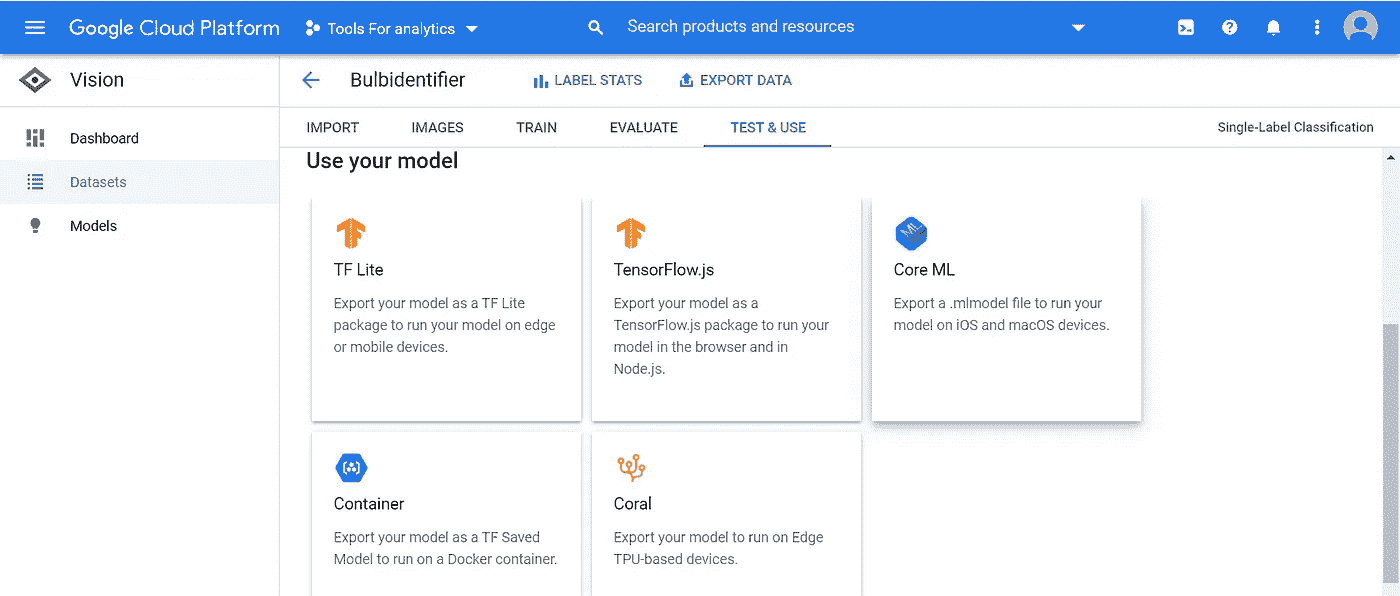 Google Cloud Platform
Tools For analytics
Search products and resources
Vision
Bulbidentifier
LABEL STATS
EXPORT DATA
Dashboard
Datasets
Models
IMPORT
IMAGES
TRAIN
EVALUATE
TEST & USE
Single-Label Classification
Use your model
TF Lite
Export your model as a TF Lite
package to run your model on edge
or mobile devices.
TensorFlow.js
Export your model as a
TensorFlow.js package to run your
model in the browser and in
Node.js.
ML
Core ML
Export a .mlmodel file to run your
model on iOS and macOS devices.
Container
Export your model as a TF Saved
Model to run on a Docker container.
Coral
Export your model to run on Edge
TPU-based devices.